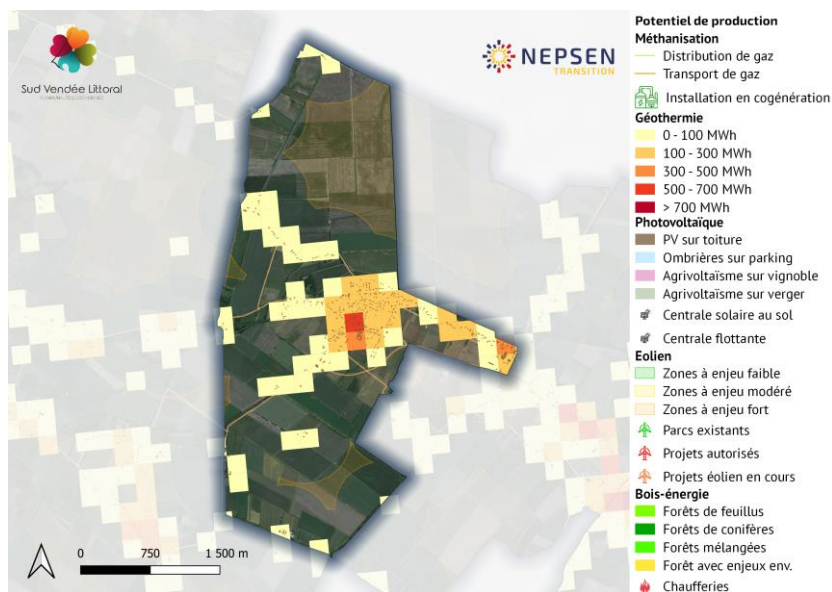 Sud Vendée Littoral
NEPSEN
TRANSITION
0
750
1 500 m
Potentiel de production
Méthanisation
Distribution de gaz
Transport de gaz
Installation en cogénération
Géothermie
0 - 100 MWh
100 - 300 MWh
300 - 500 MWh
500 - 700 MWh
> 700 MWh
Photovoltaïque
PV sur toiture
Ombrières sur parking
Agrivoltaïsme sur vignoble
Agrivoltaïsme sur verger
Centrale solaire au sol
Centrale flottante
Eolien
Zones à enjeu faible
Zones à enjeu modéré
Zones à enjeu fort
Parcs existants
Projets autorisés
Projets éolien en cours
Bois-énergie
Forêts de feuillus
Forêts de conifères
Forêts mélangées
Forêt avec enjeux env.
Chaufferies